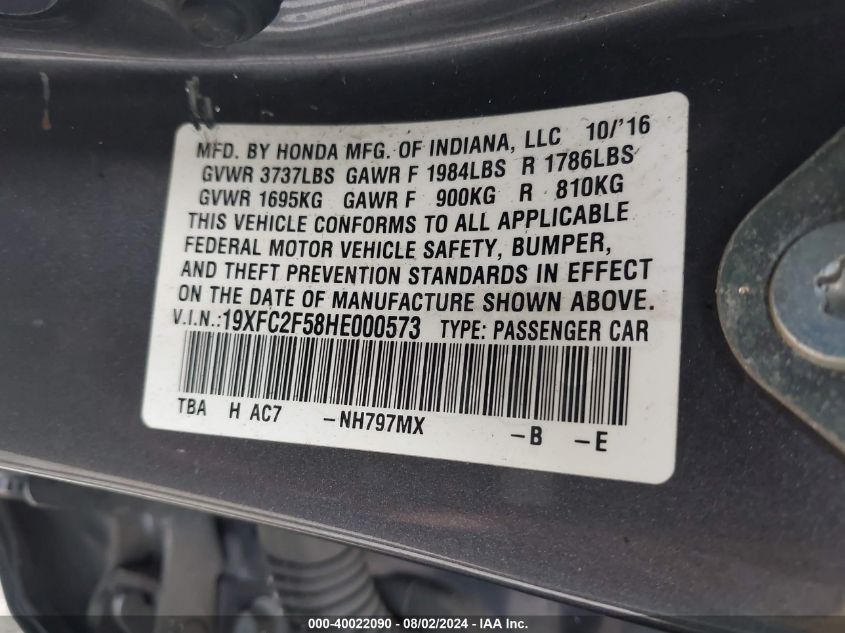 MFD. BY HONDA MFG. OF INDIANA, LLC 10/'16
GVWR 3737LBS GAWR F 1984LBS R 1786LBS
GVWR 1695KG GAWR F 900KG R 810KG
THIS VEHICLE CONFORMS TO ALL APPLICABLE
FEDERAL MOTOR VEHICLE SAFETY, BUMPER,
AND THEFT PREVENTION STANDARDS IN EFFECT
ON THE DATE OF MANUFACTURE SHOWN ABOVE.
V.I.N.:19XFC2F58HE000573 TYPE: PASSENGER CAR
TBA H AC7 -NH797MX -B -E
000-40022090 - 08/02/2024 - IAA Inc.